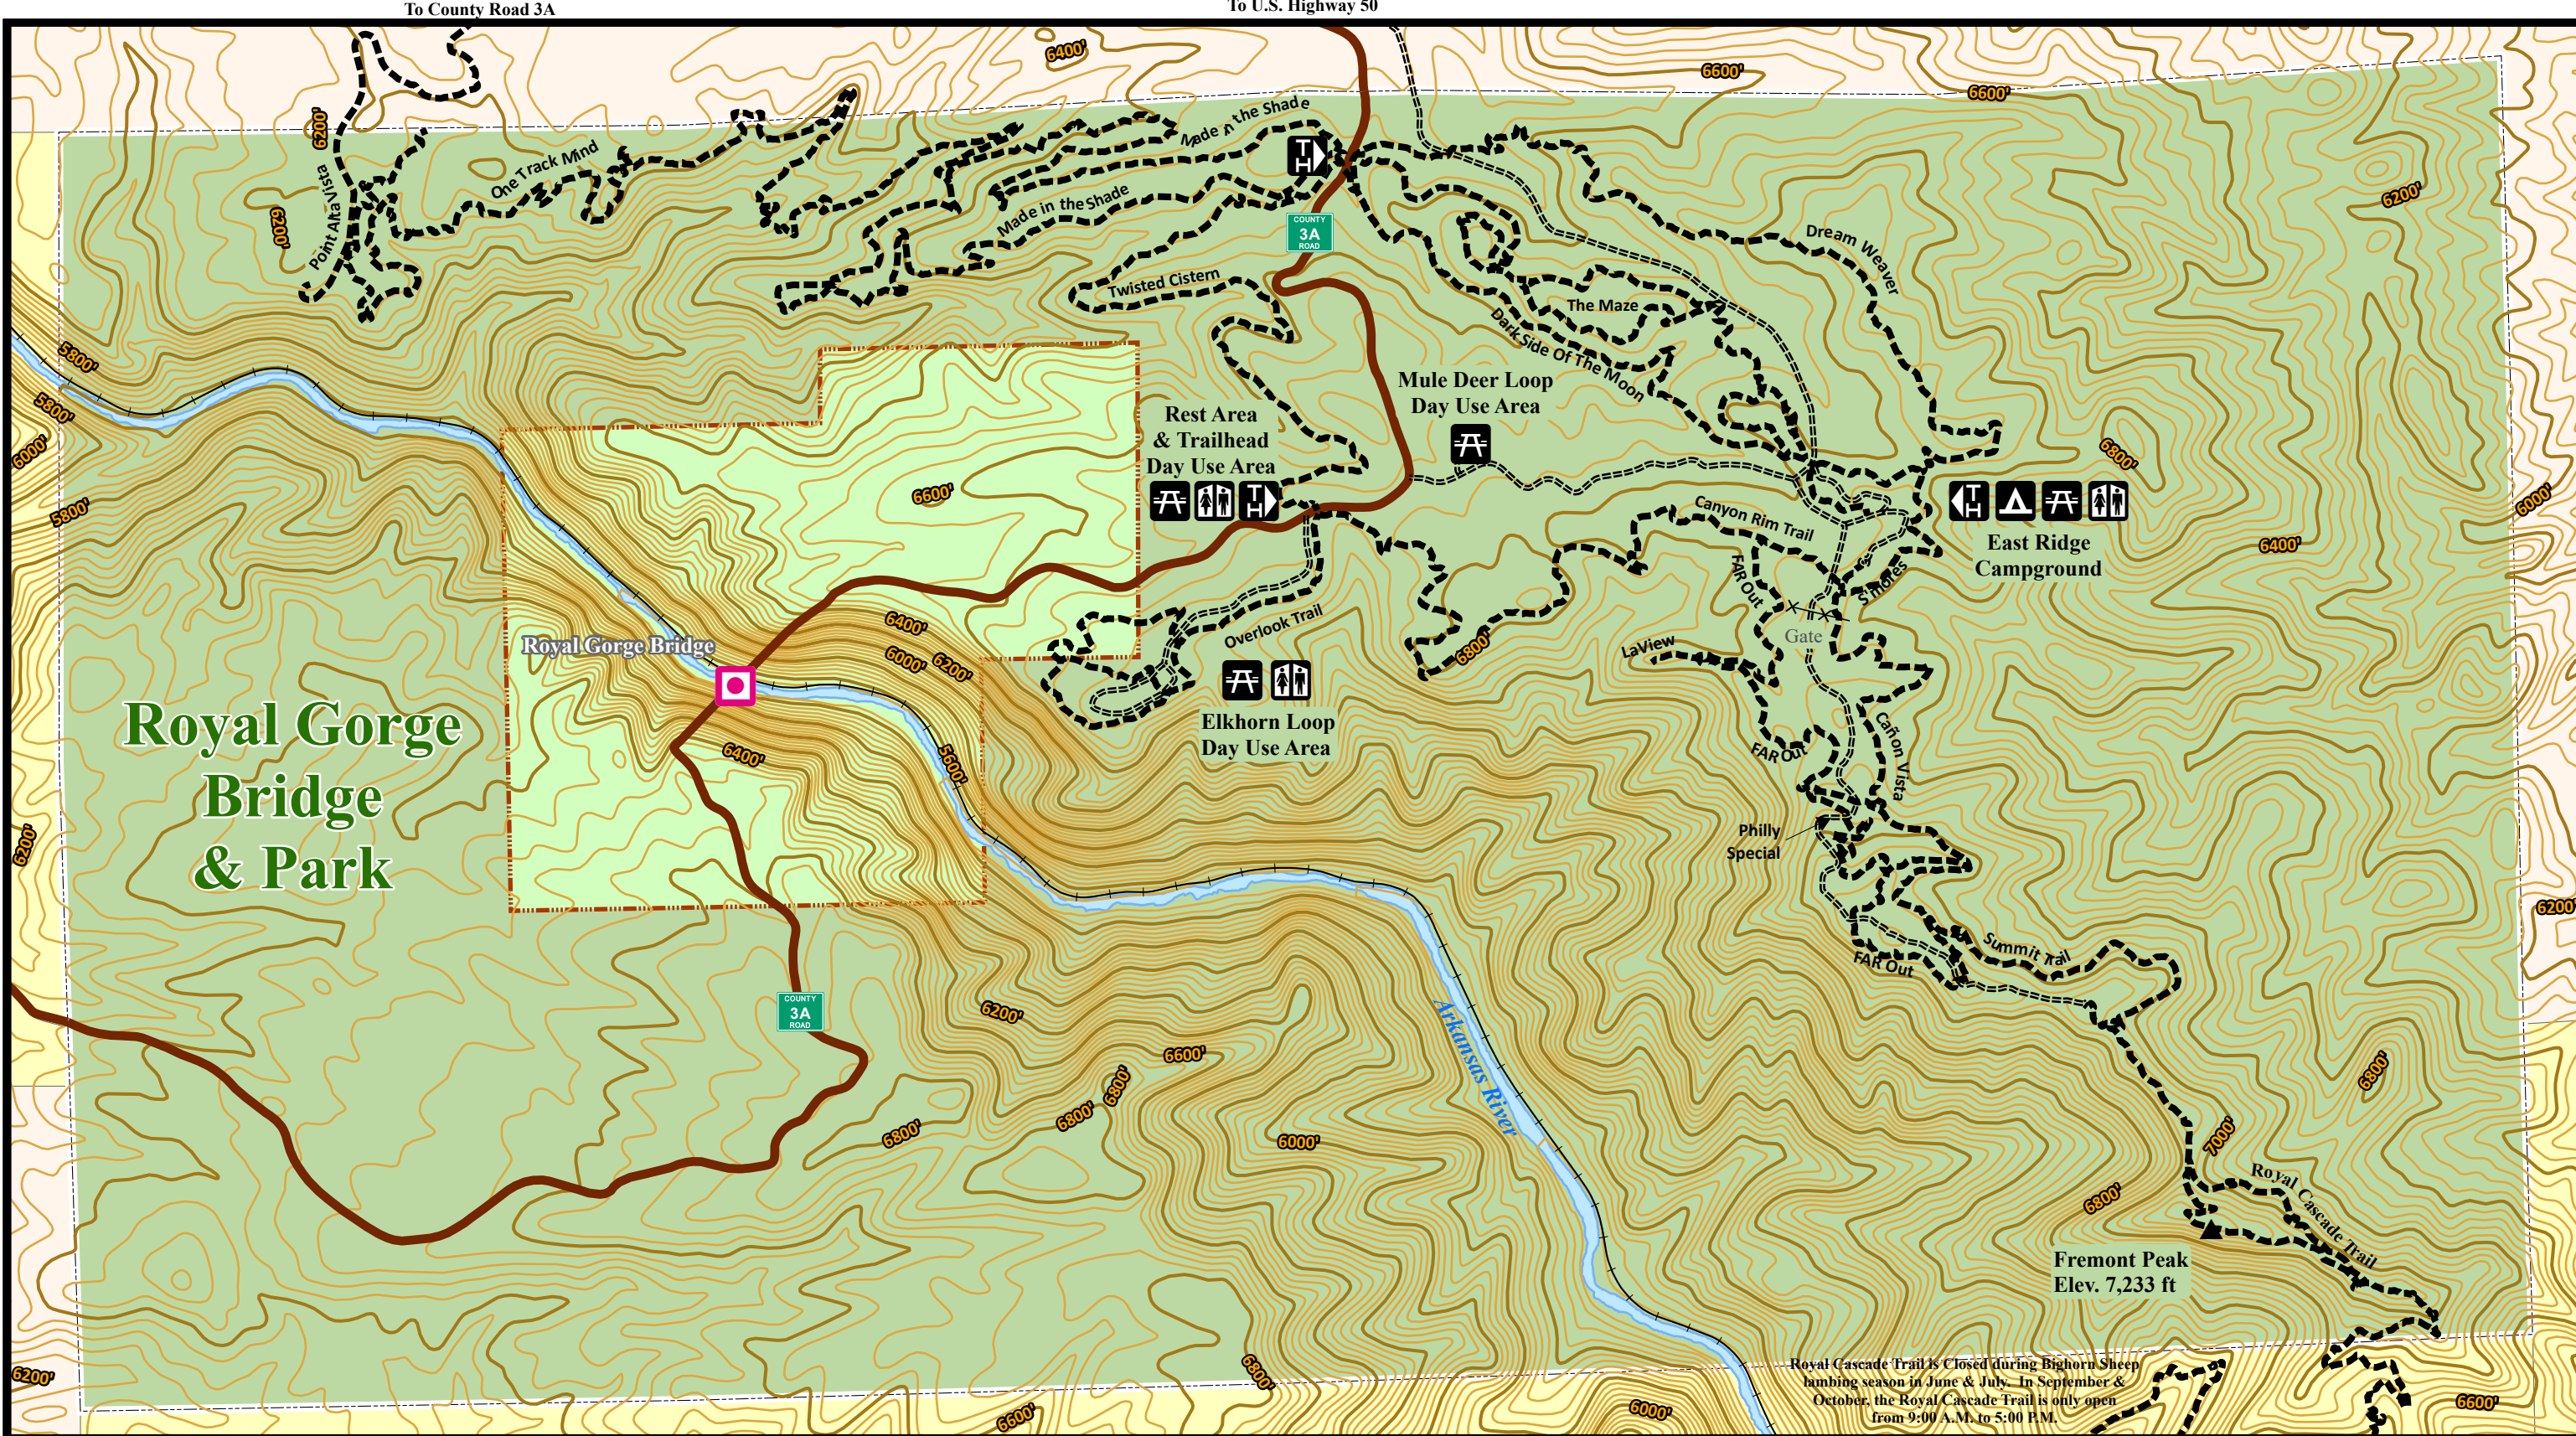 To County Road 3A
To U.S. Highway 50
6400'
6600'
6600'
6200'
Made in the Shade
TH
One Track Mind
Point Alta Vista
6200'
6200'
Made in the Shade
COUNTY
3A
ROAD
Dream Weaver
Twisted Cistern
The Maze
Dark Side Of The Moon
5800'
5800'
6000'
5800'
Mule Deer Loop
Day Use Area
Rest Area
& Trailhead
Day Use Area
TH
6600'
6800'
6000'
6400'
Canyon Rim Trail
TH
East Ridge
Campground
FAR Out
S'mores
Gate
Royal Gorge Bridge
6400'
6000'
6200'
Overlook Trail
6800'
LaView
Elkhorn Loop
Day Use Area
Royal Gorge
Bridge
& Park
6400'
5600'
FAR Out
Cañon Vista
Philly
Special
6200'
6200'
Summit Trail
FAR Out
COUNTY
3A
ROAD
6200'
Arkansas River
6600'
6800'
6800'
6800'
6000'
6800'
7000'
6800'
Royal Cascade Trail
Fremont Peak
Elev. 7,233 ft
6200'
6800'
6600'
6000'
6600'
Royal Cascade Trail is Closed during Bighorn Sheep
lambing season in June & July. In September &
October, the Royal Cascade Trail is only open
from 9:00 A.M. to 5:00 P.M.